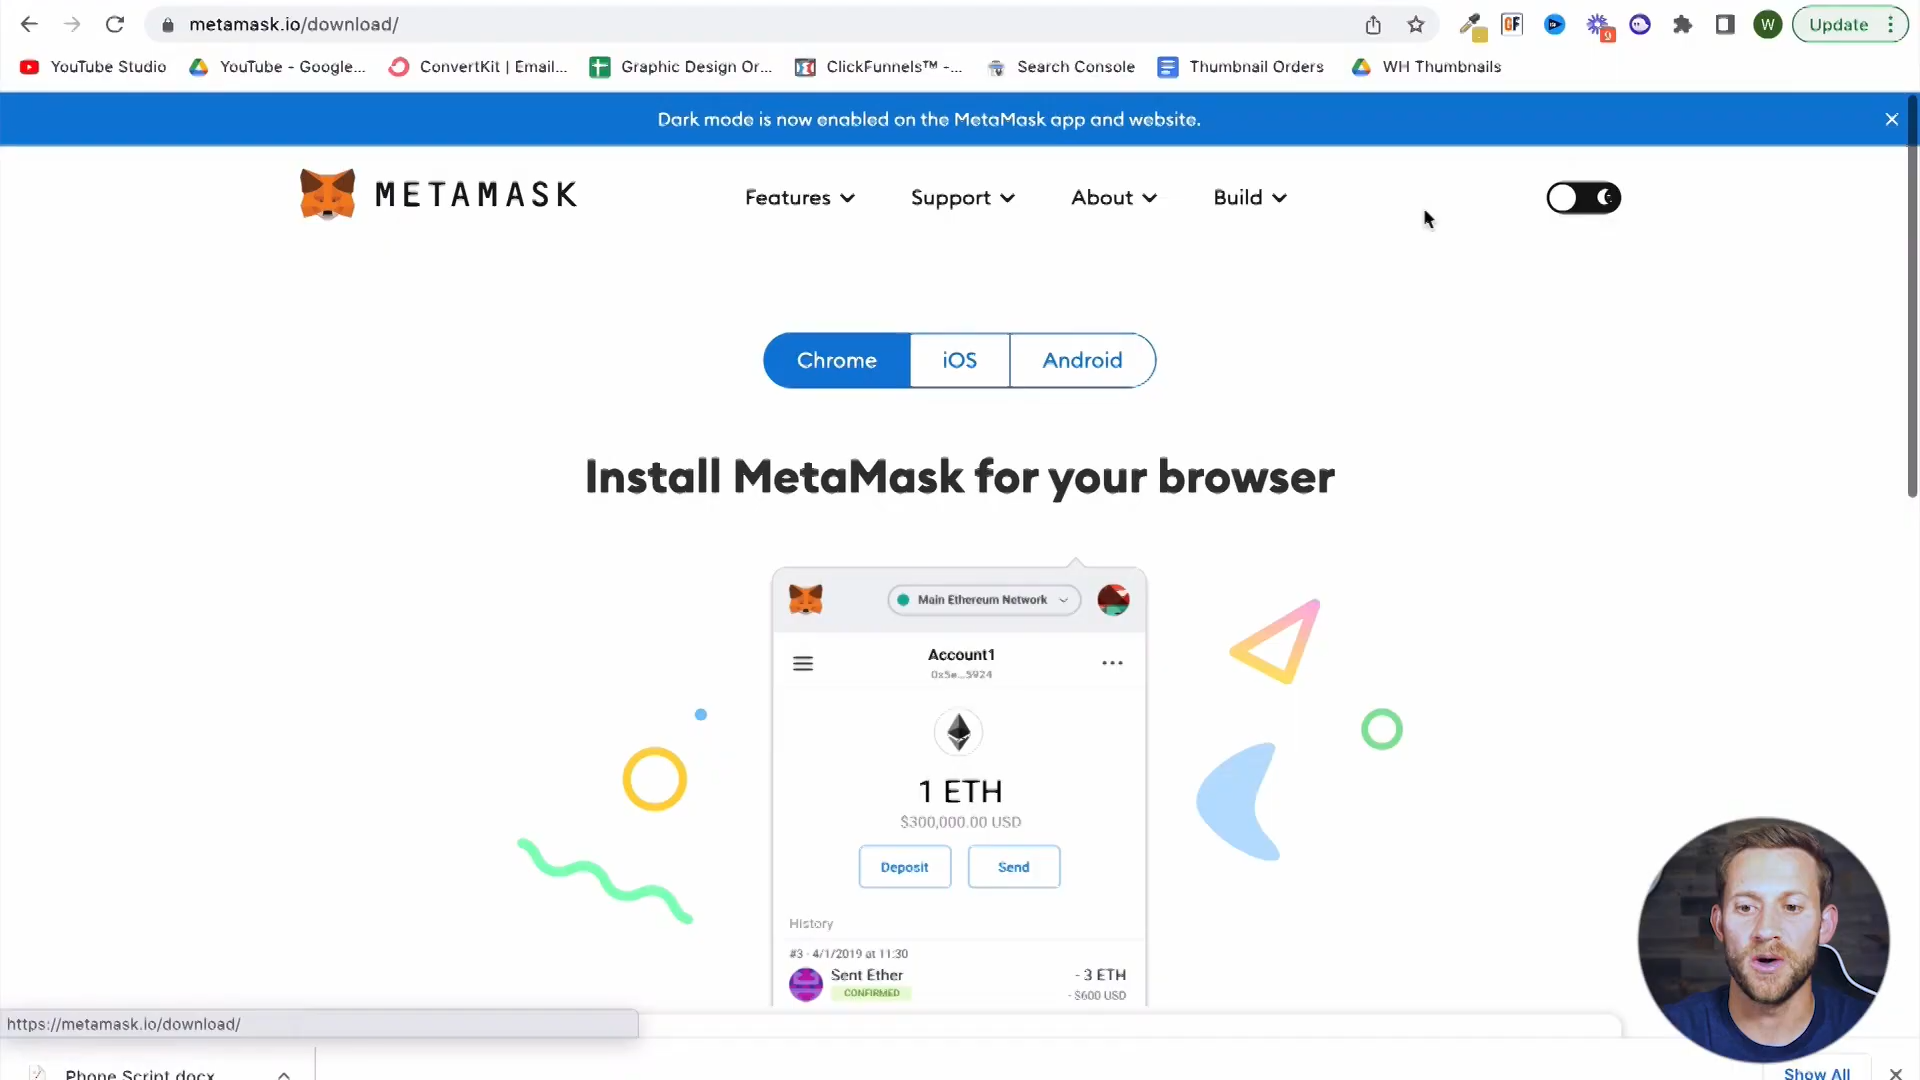 metamask.io/download/
GF
9
W
Update
YouTube Studio
YouTube - Google...
ConvertKit | Email...
Graphic Design Or...
ClickFunnels™ -...
Search Console
Thumbnail Orders
WH Thumbnails
Dark mode is now enabled on the MetaMask app and website.
METAMASK
Features
Support
About
Build
Chrome
iOS
Android
Install MetaMask for your browser
Main Ethereum Network
Account1
0x5e...5924
1 ETH
$300,000.00 USD
Deposit
Send
History
#3 - 4/1/2019 at 11:30
Sent Ether
- 3 ETH
CONFIRMED
- $600 USD
https://metamask.io/download/
Phone Script.docx
Show All